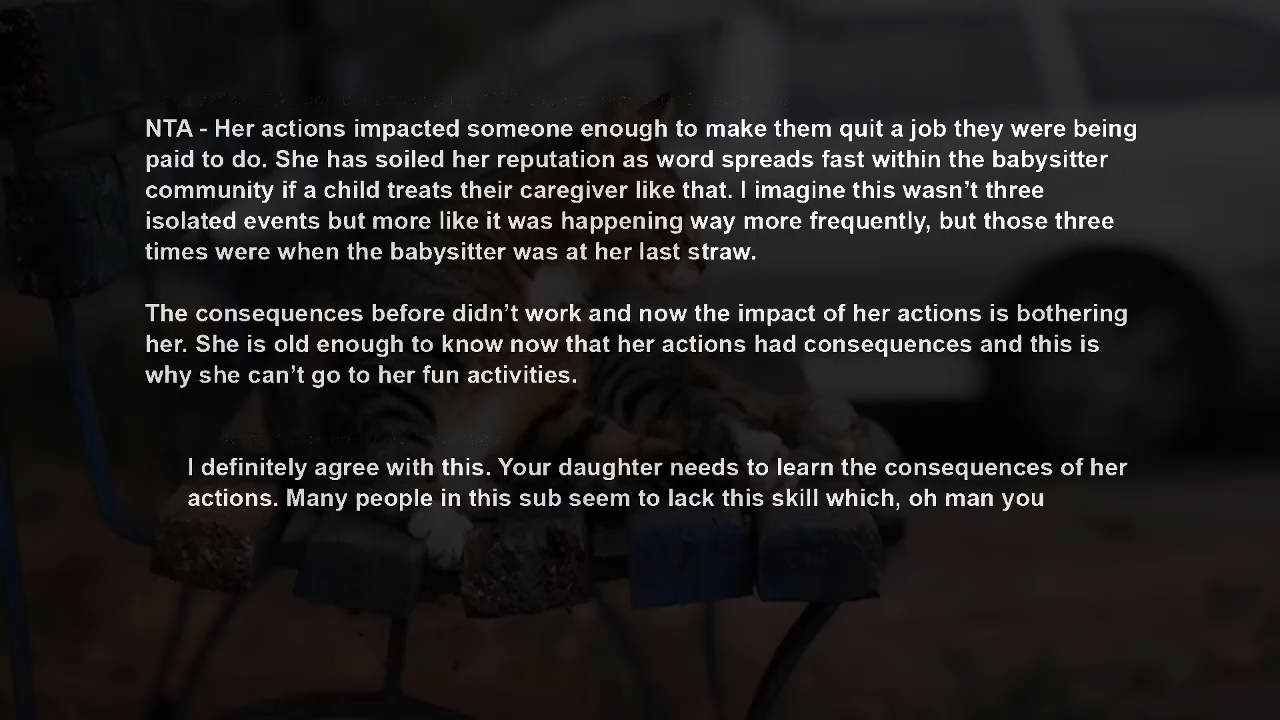 NTA - Her actions impacted someone enough to make them quit a job they were being
paid to do. She has soiled her reputation as word spreads fast within the babysitter
community if a child treats their caregiver like that. I imagine this wasn't three
isolated events but more like it was happening way more frequently, but those three
times were when the babysitter was at her last straw.
The consequences before didn't work and now the impact of her actions is bothering
her. She is old enough to know now that her actions had consequences and this is
why she can't go to her fun activities.
I definitely agree with this. Your daughter needs to learn the consequences of her
actions. Many people in this sub seem to lack this skill which, oh man you